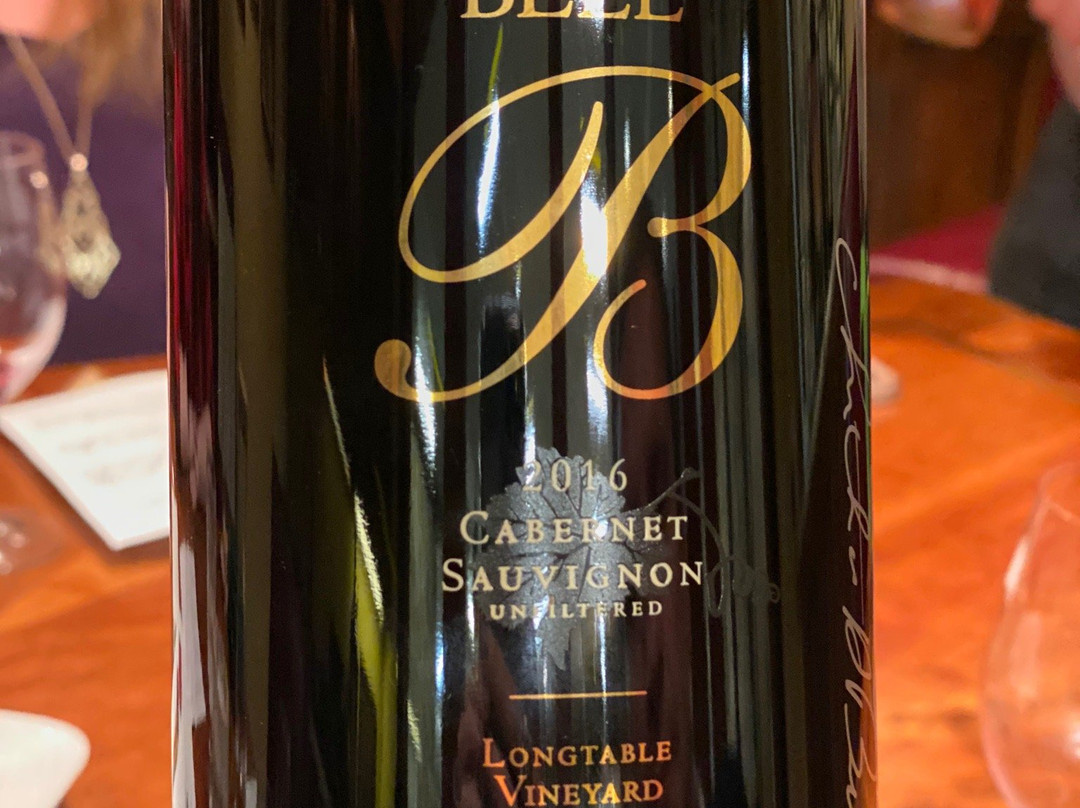 BELL
B
2016
CABERNET
SAUVIGNON
UNFILTERED
LONGTABLE
VINEYARD